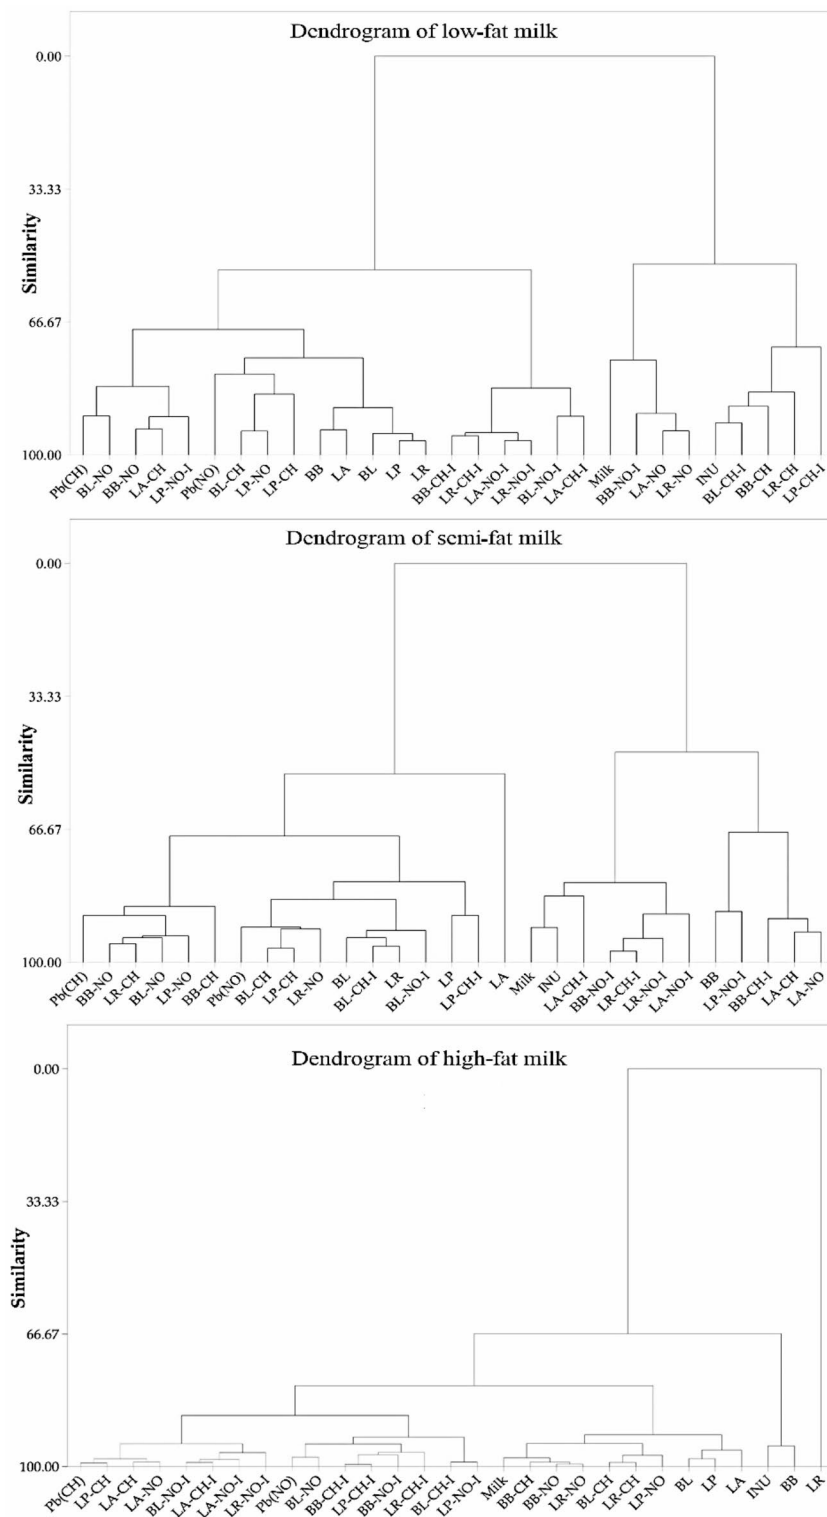 Dendrogram of low-fat milk
0.00
33.33
66.67
100.00
Similarity
Pb(CH) BL-NO BB-NO LA-CH LP-NO-I Pb(NO) BL-CH LP-NO LP-CH BB LA BL LP LR BB-CH-I LR-CH-I LA-NO-I LR-NO-I BL-NO-I LA-CH-I Milk BB-NO-I LA-NO LR-NO INU BL-CH-I BB-CH LR-CH LP-CH-I
Dendrogram of semi-fat milk
0.00
33.33
66.67
100.00
Similarity
Pb(CH) BB-NO LR-CH BL-NO LP-NO BB-CH Pb(NO) BL-CH LP-CH LR-NO BL BL-CH-I LR BL-NO-I LP LP-CH-I LA Milk INU LA-CH-I BB-NO-I LR-CH-I LR-NO-I LA-NO-I BB LP-NO-I BB-CH-I LA-CH LA-NO
Dendrogram of high-fat milk
0.00
33.33
66.67
100.00
Similarity
Pb(CH) LP-CH LA-CH LA-NO BL-NO-I LA-CH-I LA-NO-I LR-NO-I Pb(NO) BL-NO BB-CH-I LP-CH-I BB-NO-I LR-CH-I BL-CH-I LP-NO-I Milk BB-CH BB-NO LR-NO BL-CH LR-CH LP-NO BL LP LA INU BB LR